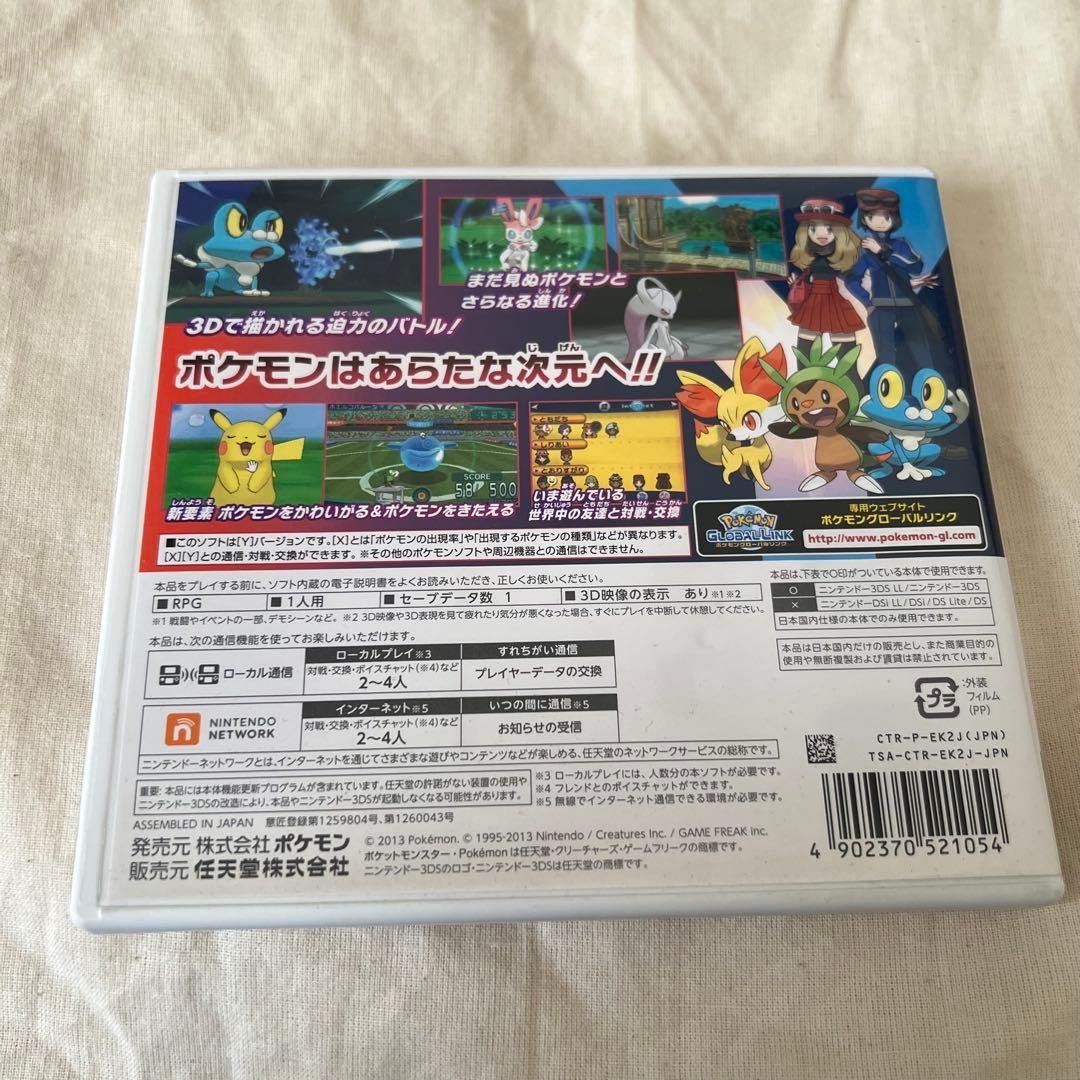 まだ見ぬポケモンと
さらなる進化!
3Dで描かれる迫力のバトル!
ポケモンはあらたな次元へ!!
ともだち
しりあい
とおりすがり
SCORE
58 500
新要素 ポケモンをかわいがる&ポケモンをきたえる
いま遊んでいる
世界中の友達と対戦・交換
Pokémon
GLOBAL LINK
ポケモングローバルリンク
専用ウェブサイト
ポケモングローバルリンク
http://www.pokemon-gl.com
■このソフトは[Y]バージョンです。[X]とは「ポケモンの出現率」や「出現するポケモンの種類」などが異なります。
[X][Y]との通信・対戦・交換ができます。※その他のポケモンソフトや周辺機器との通信はできません。
本品をプレイする前に、ソフト内蔵の電子説明書をよくお読みいただき、正しくお使いください。
■RPG ■1人用 ■セーブデータ数 1 ■3D映像の表示 あり※1※2
※1 戦闘やイベントの一部、デモシーンなど。 ※2 3D映像や3D表現を見て疲れたり気分が悪くなった場合、すぐにプレイを中断して休憩してください。
本品は、下表で○印がついている本体で使用できます。
○ ニンテンドー3DS LL/ニンテンドー3DS
× ニンテンドーDSi LL/DSi/DS Lite/DS
日本国内仕様の本体でのみ使用できます。
本品は日本国内だけの販売とし、また商業目的の
使用や無断複製および賃貸は禁止されています。
本品は、次の通信機能を使ってお楽しみいただけます。
ローカル通信
ローカルプレイ※3
対戦・交換・ボイスチャット(※4)など
2〜4人
すれちがい通信
プレイヤーデータの交換
NINTENDO
NETWORK
インターネット※5
対戦・交換・ボイスチャット(※4)など
2〜4人
いつの間に通信※5
お知らせの受信
ニンテンドーネットワークとは、インターネットを通じてさまざまな遊びやコンテンツなどが楽しめる、任天堂のネットワークサービスの総称です。
プラ
:外装
フィルム
(PP)
CTR-P-EK2J(JPN)
TSA-CTR-EK2J-JPN
重要: 本品には本体機能更新プログラムが含まれています。任天堂の許諾がない装置の使用や
ニンテンドー3DSの改造により、本品やニンテンドー3DSが起動しなくなる可能性があります。
※3 ローカルプレイには、人数分の本ソフトが必要です。
※4 フレンドとのボイスチャットができます。
※5 無線でインターネット通信できる環境が必要です。
ASSEMBLED IN JAPAN 意匠登録第1259804号、第1260043号
発売元 株式会社ポケモン
販売元 任天堂株式会社
© 2013 Pokémon. © 1995-2013 Nintendo / Creatures Inc. / GAME FREAK inc.
ポケットモンスター・Pokémonは任天堂・クリーチャーズ・ゲームフリークの商標です。
ニンテンドー3DSのロゴ・ニンテンドー3DSは任天堂の商標です。
4 902370 521054